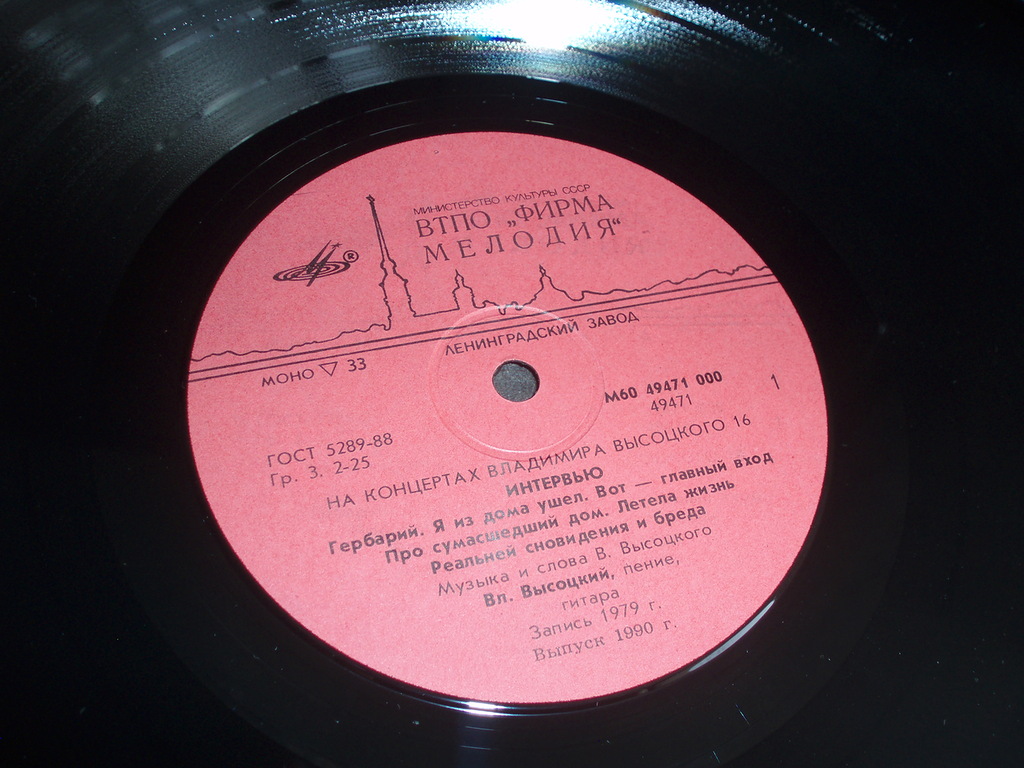 МИНИСТЕРСТВО КУЛЬТУРЫ СССР
ВТПО „ФИРМА
МЕЛОДИЯ“
®
ЛЕНИНГРАДСКИЙ ЗАВОД
МОНО ▽ 33
М60 49471 000
49471
1
ГОСТ 5289-88
Гр. 3. 2-25
НА КОНЦЕРТАХ ВЛАДИМИРА ВЫСОЦКОГО 16
ИНТЕРВЬЮ
Гербарий. Я из дома ушел. Вот — главный вход
Про сумасшедший дом. Летела жизнь
Реальней сновидения и бреда
Музыка и слова В. Высоцкого
Вл. Высоцкий, пение,
гитара
Запись 1979 г.
Выпуск 1990 г.